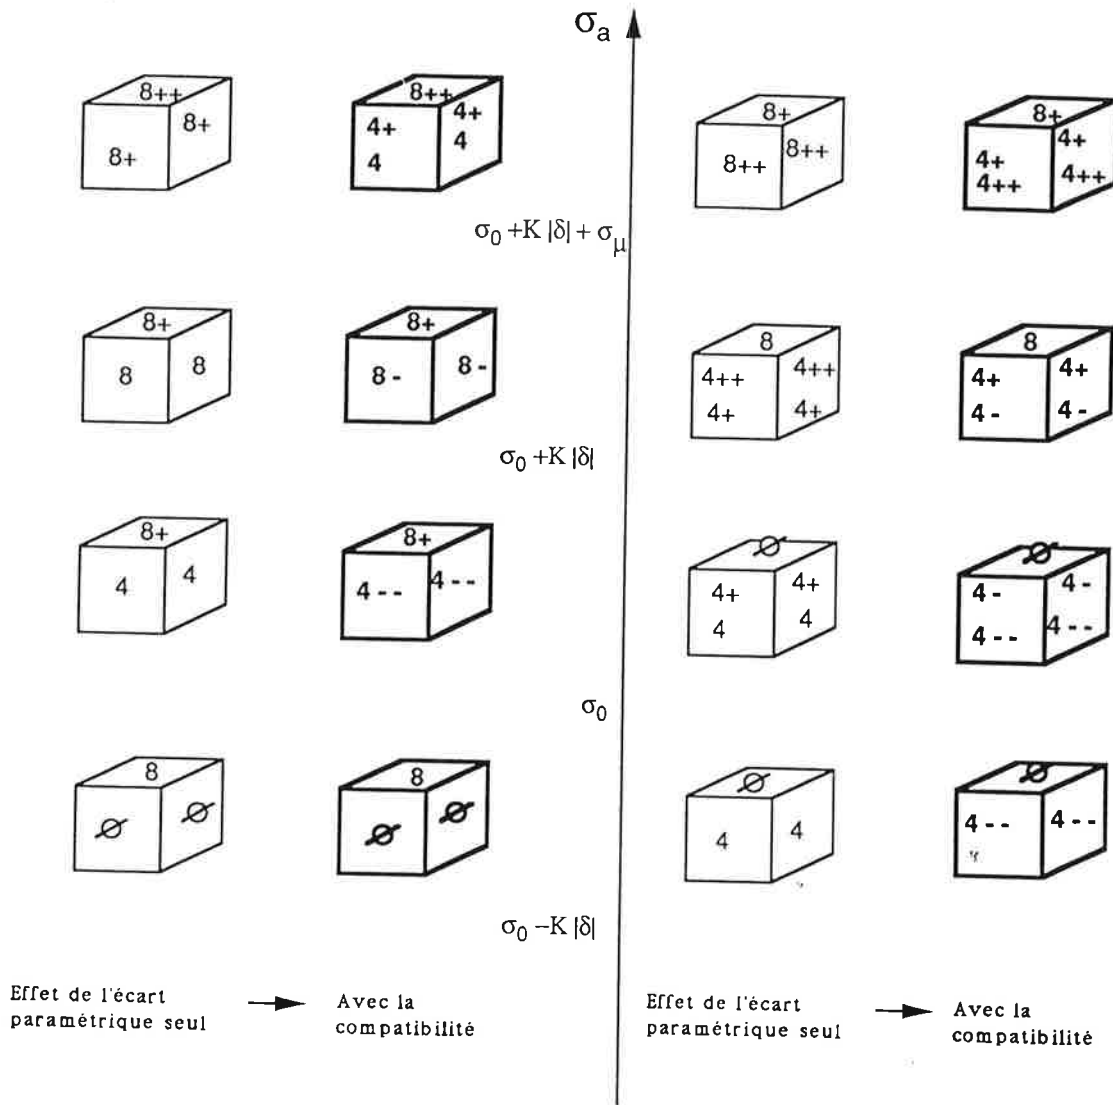 σa
8++
8+
8+
8++
4+
4+
4
4
8+
8++
8++
8+
4+
4+
4++
4++
σ0 +K |δ| + σμ
8+
8
8
8+
8 -
8 -
8
4++
4++
4+
4+
8
4+
4+
4 -
4 -
σ0 +K |δ|
8+
4
4
8+
4 - -
4 - -
Ø
4+
4+
4
4
Ø
4 -
4 -
4 - -
4 - -
σ0
8
Ø
Ø
8
Ø
Ø
Ø
4
4
Ø
4 - -
4 - -
σ0 −K |δ|
Effet de l'écart
paramétrique seul
Avec la
compatibilité
Effet de l'écart
paramétrique seul
Avec la
compatibilité